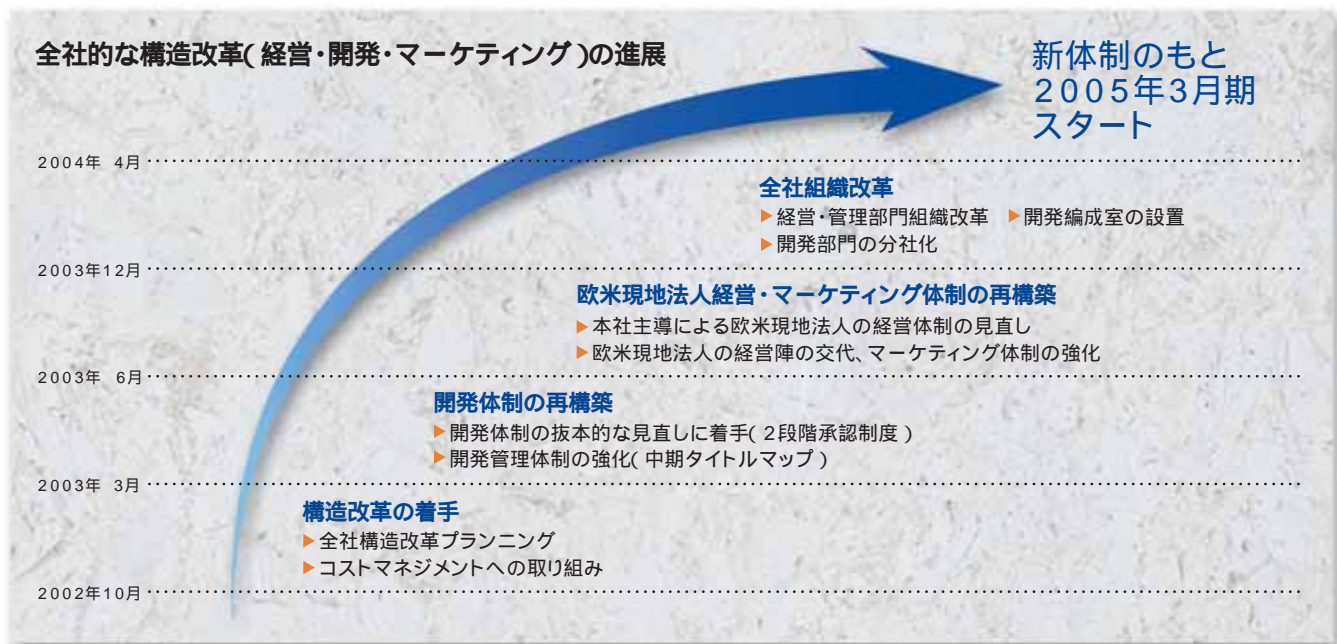 全社的な構造改革(経営・開発・マーケティング)の進展
新体制のもと
2005年3月期
スタート
2004年 4月
全社組織改革
▶経営・管理部門組織改革 ▶開発編成室の設置
▶開発部門の分社化
2003年12月
欧米現地法人経営・マーケティング体制の再構築
▶本社主導による欧米現地法人の経営体制の見直し
▶欧米現地法人の経営陣の交代、マーケティング体制の強化
2003年 6月
開発体制の再構築
▶開発体制の抜本的な見直しに着手(2段階承認制度)
▶開発管理体制の強化(中期タイトルマップ)
2003年 3月
構造改革の着手
▶全社構造改革プランニング
▶コストマネジメントへの取り組み
2002年10月